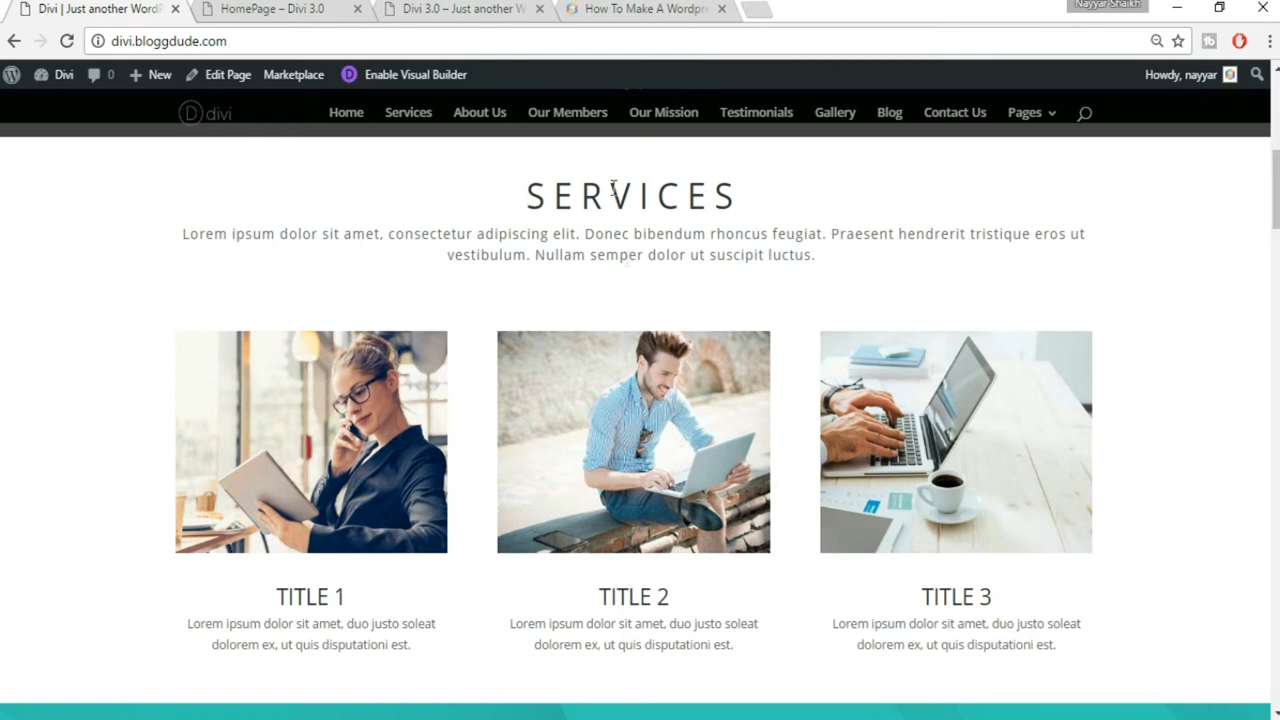 Divi | Just another WordP
HomePage – Divi 3.0
Divi 3.0 – Just another W
How To Make A Wordpre
Nayyar Shaikh
divi.bloggdude.com
Divi
0
New
Edit Page
Marketplace
D
Enable Visual Builder
Howdy, nayyar
D divi
Home
Services
About Us
Our Members
Our Mission
Testimonials
Gallery
Blog
Contact Us
Pages
SERVICES
Lorem ipsum dolor sit amet, consectetur adipiscing elit. Donec bibendum rhoncus feugiat. Praesent hendrerit tristique eros ut
vestibulum. Nullam semper dolor ut suscipit luctus.
TITLE 1
Lorem ipsum dolor sit amet, duo justo soleat
dolorem ex, ut quis disputationi est.
TITLE 2
Lorem ipsum dolor sit amet, duo justo soleat
dolorem ex, ut quis disputationi est.
TITLE 3
Lorem ipsum dolor sit amet, duo justo soleat
dolorem ex, ut quis disputationi est.